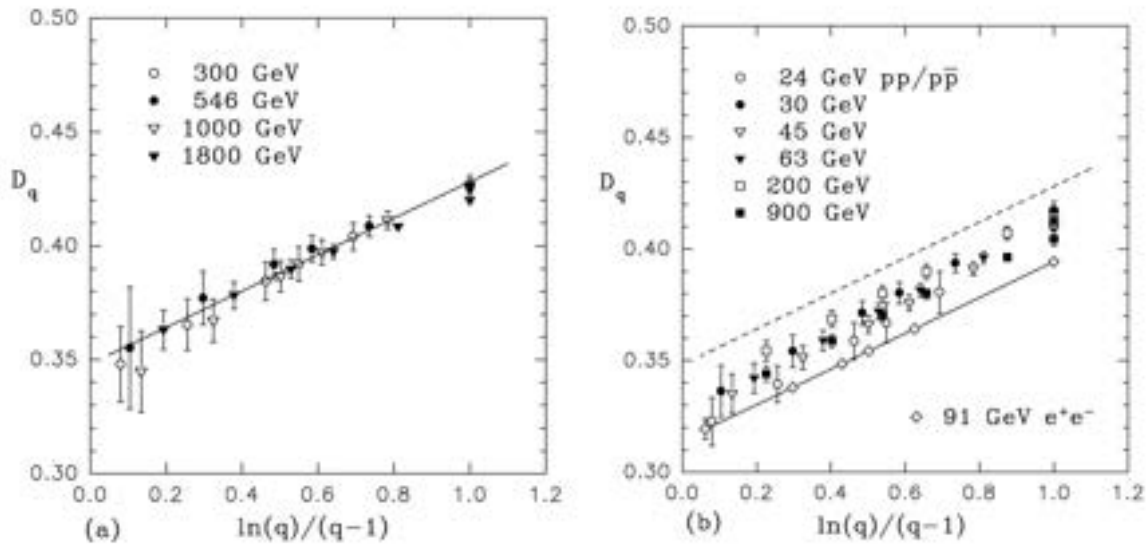 0.50
300 GeV
546 GeV
1000 GeV
1800 GeV
0.45
D_q
0.40
0.35
0.30
0.0 0.2 0.4 0.6 0.8 1.0 1.2
(a) ln(q)/(q-1)
0.50
24 GeV pp/pp̄
30 GeV
45 GeV
63 GeV
200 GeV
900 GeV
0.45
D_q
0.40
0.35
91 GeV e⁺e⁻
0.30
0.0 0.2 0.4 0.6 0.8 1.0 1.2
(b) ln(q)/(q-1)